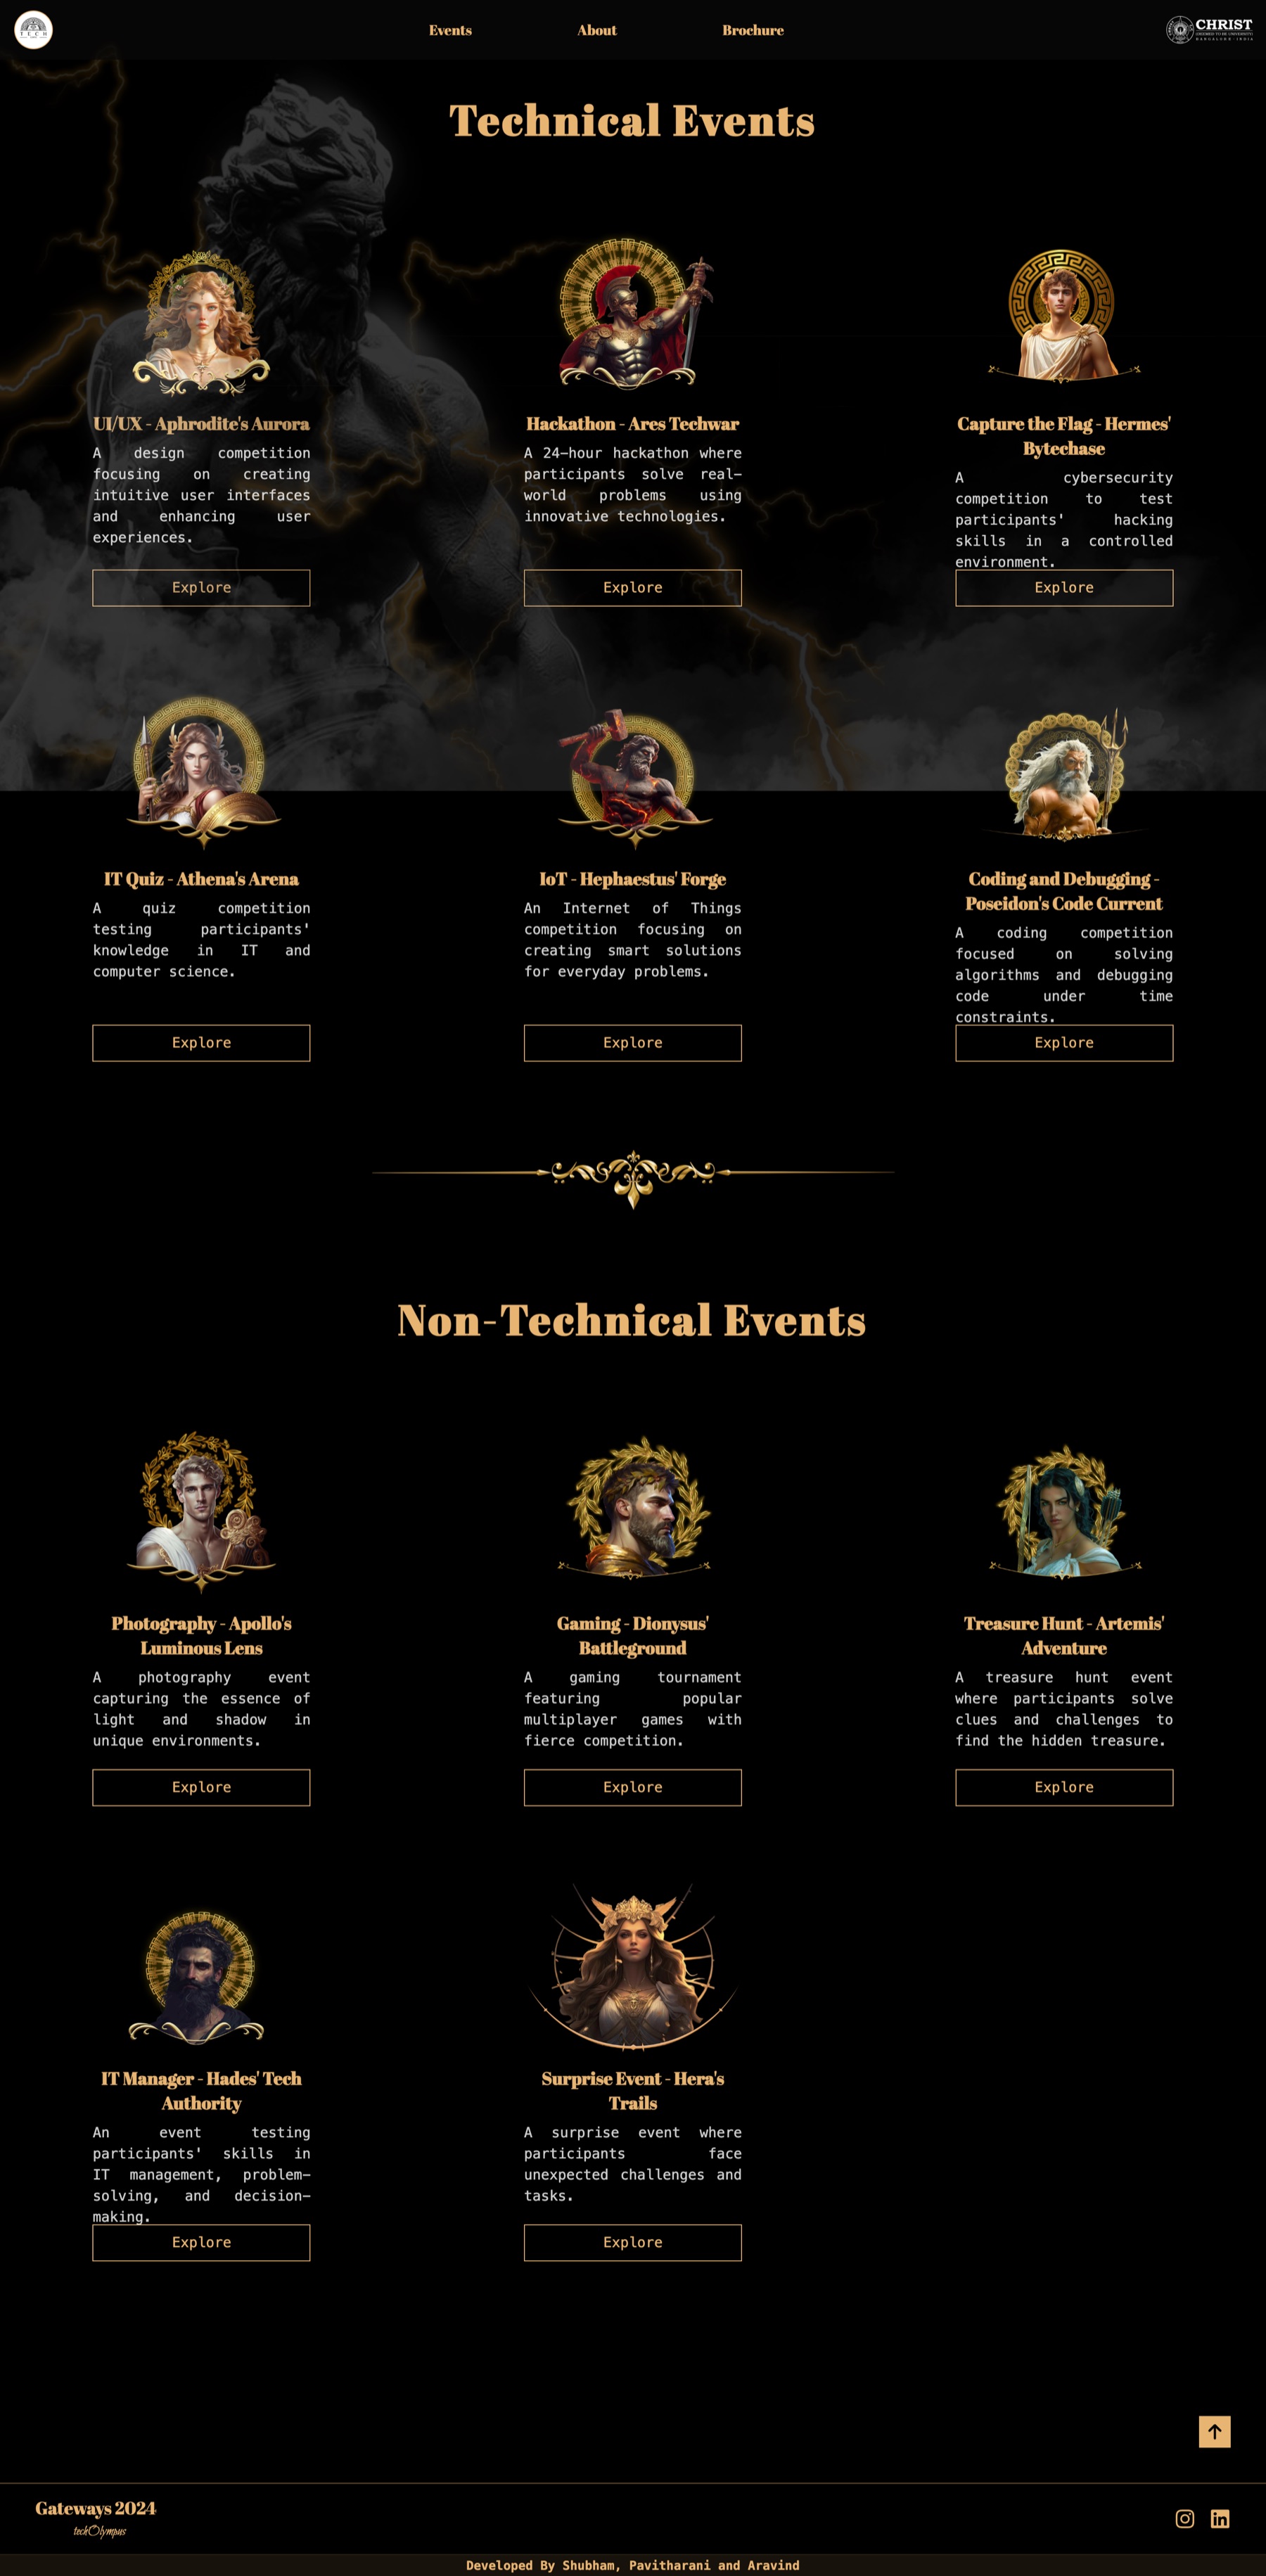 TECH
Events
About
Brochure
CHRIST
(DEEMED TO BE UNIVERSITY)
BANGALORE · INDIA
Technical Events
UI/UX - Aphrodite's Aurora
A design competition
focusing on creating
intuitive user interfaces
and enhancing user
experiences.
Explore
Hackathon - Ares Techwar
A 24-hour hackathon where
participants solve real-
world problems using
innovative technologies.
Explore
Capture the Flag - Hermes'
Bytechase
A cybersecurity
competition to test
participants' hacking
skills in a controlled
environment.
Explore
IT Quiz - Athena's Arena
A quiz competition
testing participants'
knowledge in IT and
computer science.
Explore
IoT - Hephaestus' Forge
An Internet of Things
competition focusing on
creating smart solutions
for everyday problems.
Explore
Coding and Debugging -
Poseidon's Code Current
A coding competition
focused on solving
algorithms and debugging
code under time
constraints.
Explore
Non-Technical Events
Photography - Apollo's
Luminous Lens
A photography event
capturing the essence of
light and shadow in
unique environments.
Explore
Gaming - Dionysus'
Battleground
A gaming tournament
featuring popular
multiplayer games with
fierce competition.
Explore
Treasure Hunt - Artemis'
Adventure
A treasure hunt event
where participants solve
clues and challenges to
find the hidden treasure.
Explore
IT Manager - Hades' Tech
Authority
An event testing
participants' skills in
IT management, problem-
solving, and decision-
making.
Explore
Surprise Event - Hera's
Trails
A surprise event where
participants face
unexpected challenges and
tasks.
Explore
Gateways 2024
techOlympus
Developed By Shubham, Pavitharani and Aravind